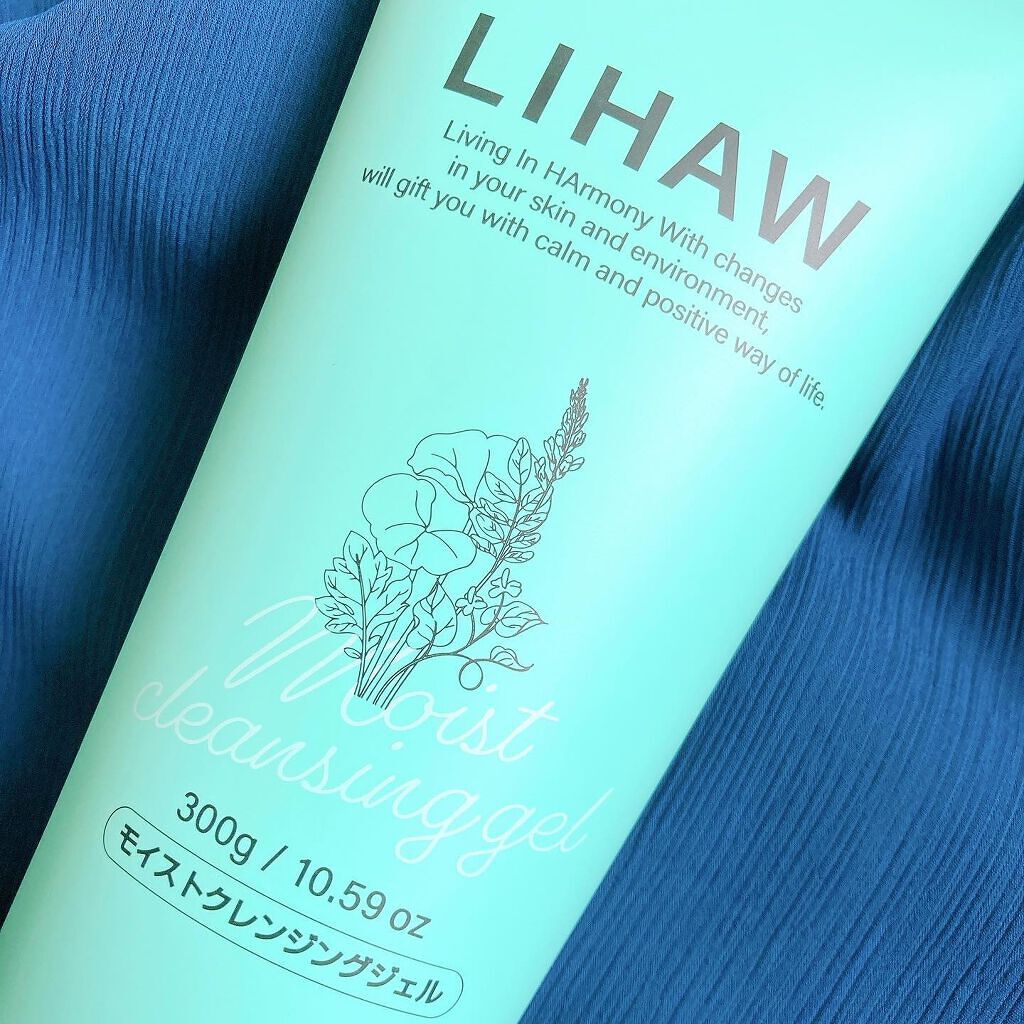 LIHAW
Living In HArmony With changes
in your skin and environment,
will gift you with calm and positive way of life.
Moist
cleansing gel
300g / 10.59 oz
モイストクレンジングジェル